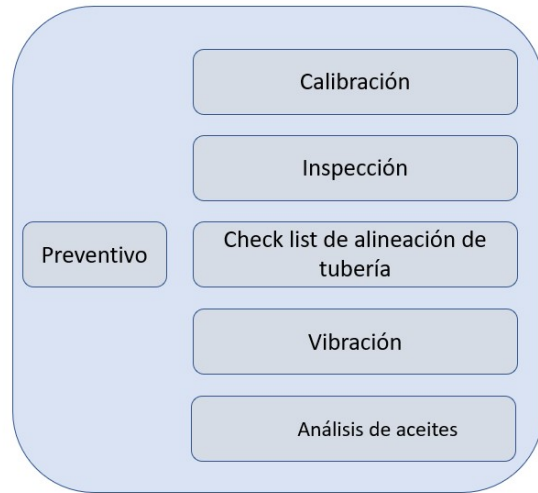 Preventivo
Calibración
Inspección
Check list de alineación de
tubería
Vibración
Análisis de aceites